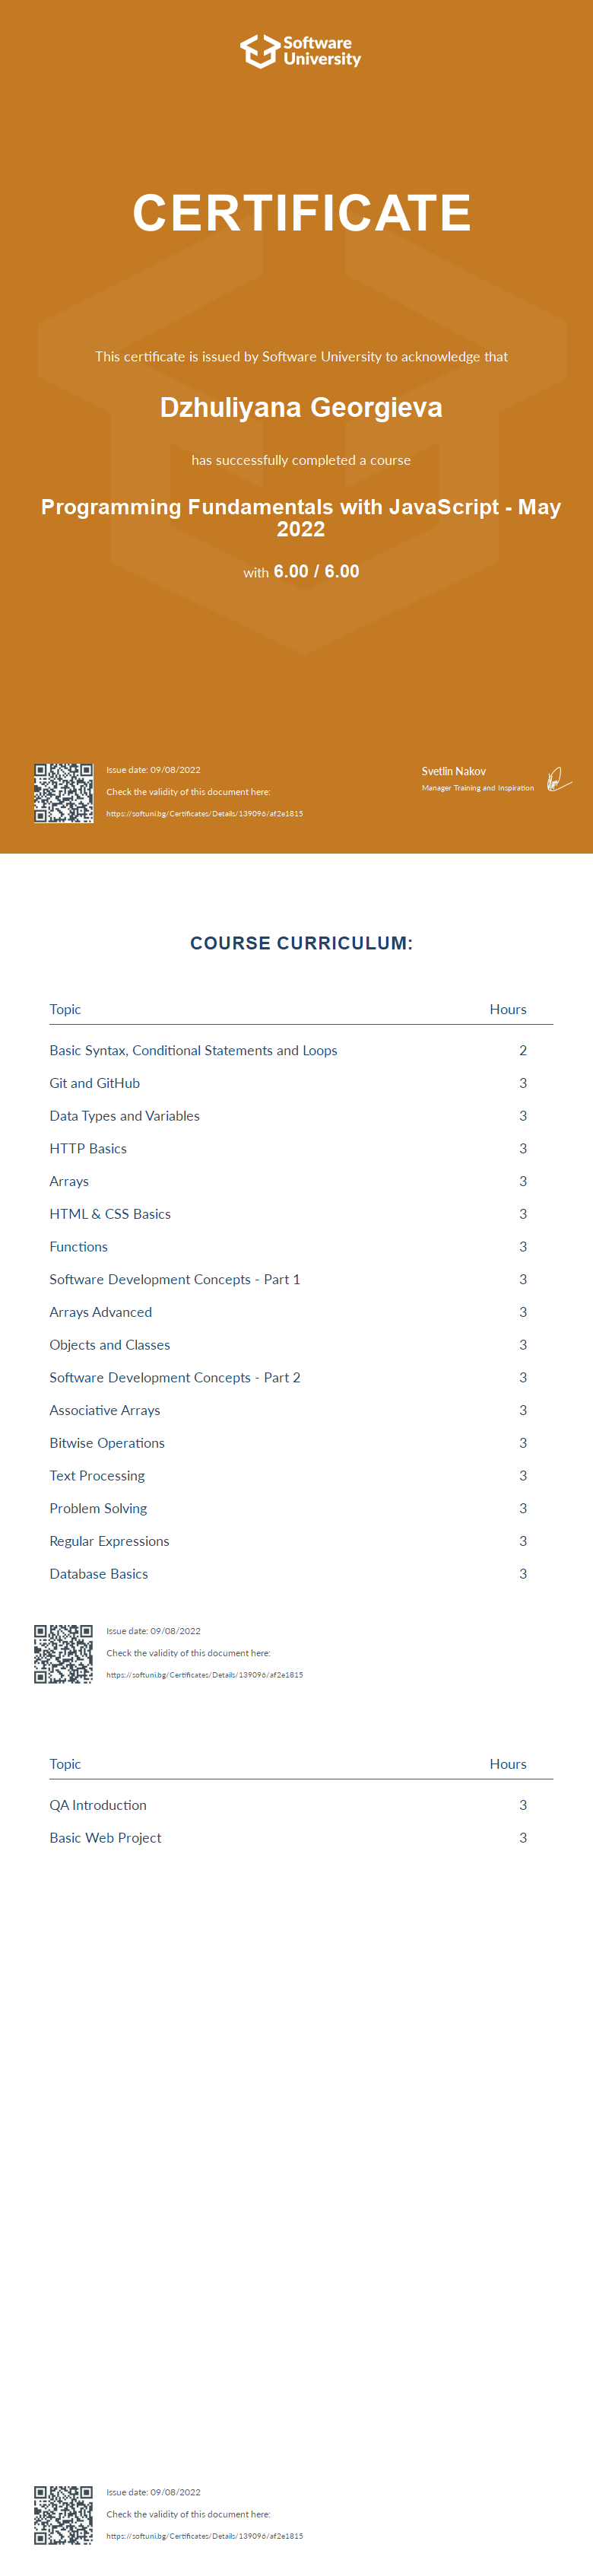 Software
University
CERTIFICATE
This certificate is issued by Software University to acknowledge that
Dzhuliyana Georgieva
has successfully completed a course
Programming Fundamentals with JavaScript - May
2022
with 6.00 / 6.00
Issue date: 09/08/2022
Check the validity of this document here:
https://softuni.bg/Certificates/Details/139096/af2e1815
Svetlin Nakov
Manager Training and Inspiration
COURSE CURRICULUM:
Topic Hours
Basic Syntax, Conditional Statements and Loops 2
Git and GitHub 3
Data Types and Variables 3
HTTP Basics 3
Arrays 3
HTML & CSS Basics 3
Functions 3
Software Development Concepts - Part 1 3
Arrays Advanced 3
Objects and Classes 3
Software Development Concepts - Part 2 3
Associative Arrays 3
Bitwise Operations 3
Text Processing 3
Problem Solving 3
Regular Expressions 3
Database Basics 3
Issue date: 09/08/2022
Check the validity of this document here:
https://softuni.bg/Certificates/Details/139096/af2e1815
Topic Hours
QA Introduction 3
Basic Web Project 3
Issue date: 09/08/2022
Check the validity of this document here:
https://softuni.bg/Certificates/Details/139096/af2e1815